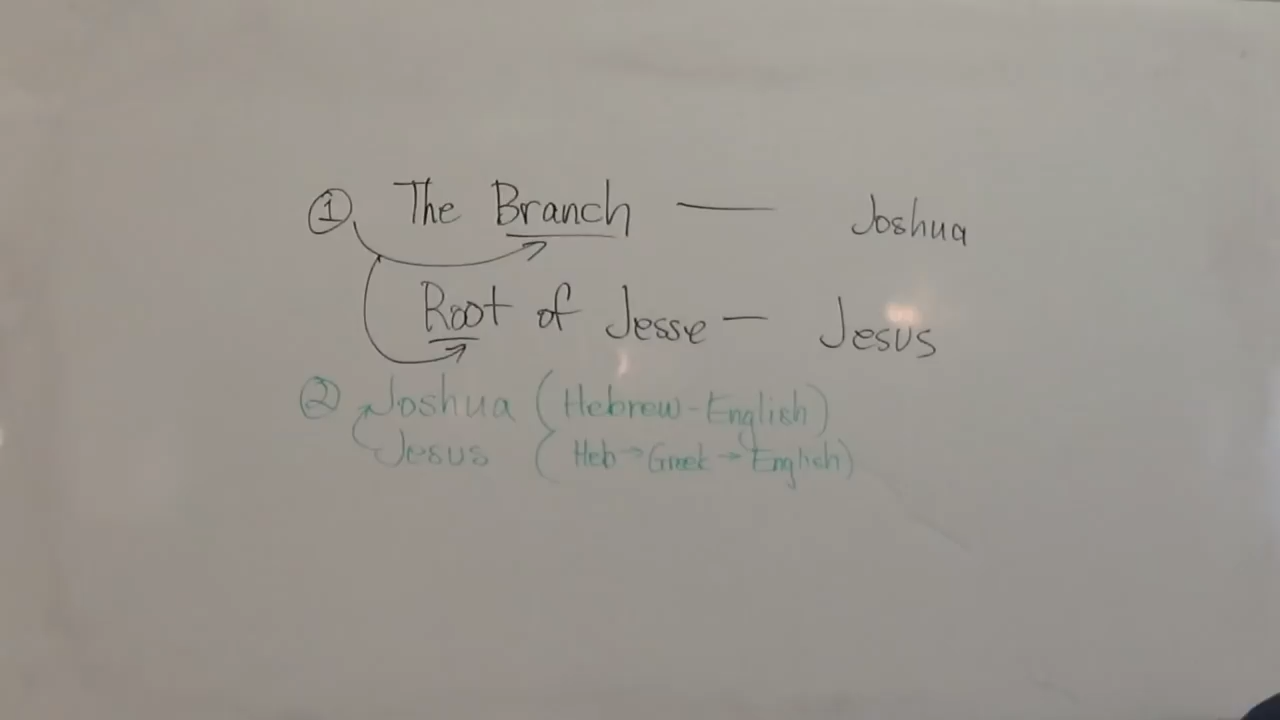 ① The Branch — Joshua
Root of Jesse — Jesus
② Joshua (Hebrew - English)
Jesus (Heb → Greek → English)